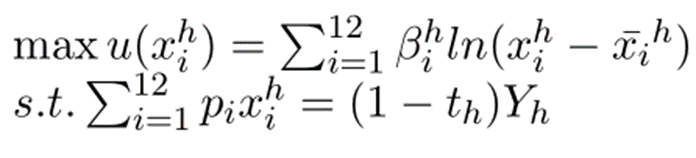 max u(x_i^h) = ∑_{i=1}^{12} β_i^h ln(x_i^h − x̄_i^h)
s.t. ∑_{i=1}^{12} p_i x_i^h = (1 − t_h)Y_h